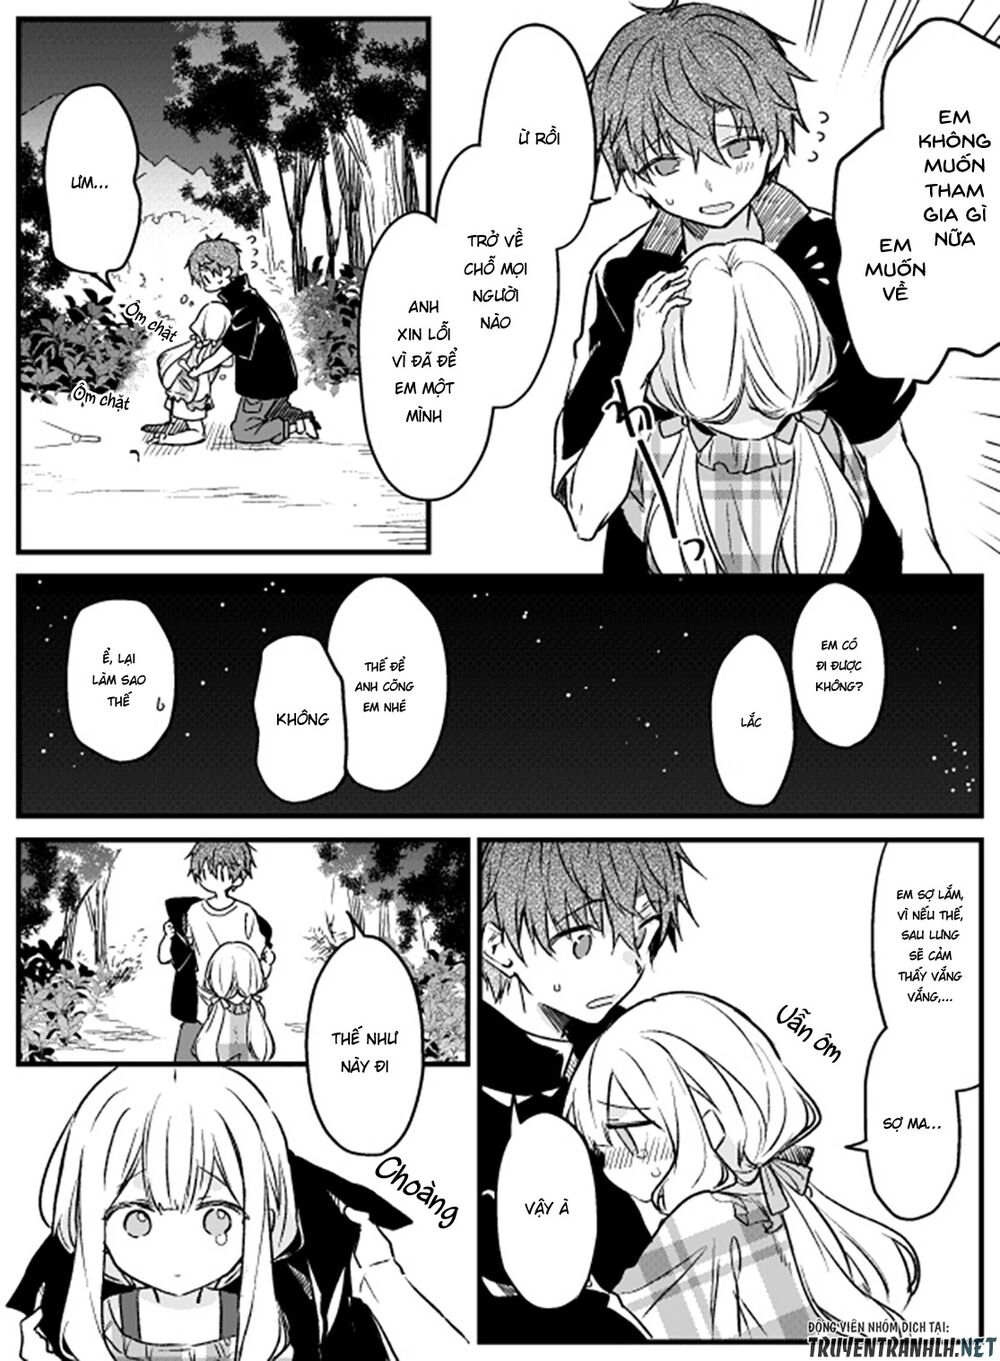 EM
KHÔNG
MUỐN
THAM
GIA GÌ
NỮA
EM
MUỐN
VỀ
Ừ RỒI
TRỞ VỀ
CHỖ MỌI
NGƯỜI
NÀO
ANH
XIN LỖI
VÌ ĐÃ ĐỂ
EM MỘT
MÌNH
わーっ
ƯM...
Ôm chặt
Ôm chặt
EM CÓ
ĐI ĐƯỢC
KHÔNG?
LẮC
THẾ ĐỂ
ANH CÕNG
EM NHÉ
KHÔNG
Ể, LẠI
LÀM SAO
THẾ
EM SỢ LẮM,
VÌ NẾU THẾ,
SAU LƯNG
SẼ CẢM
THẤY VẮNG
VẮNG,...
SỢ MA...
Vẫn ôm
VẬY À
THẾ NHƯ
NÀY ĐI
Choàng
ĐỘNG VIÊN NHÓM DỊCH TẠI:
TRUYENTRANHLH.NET